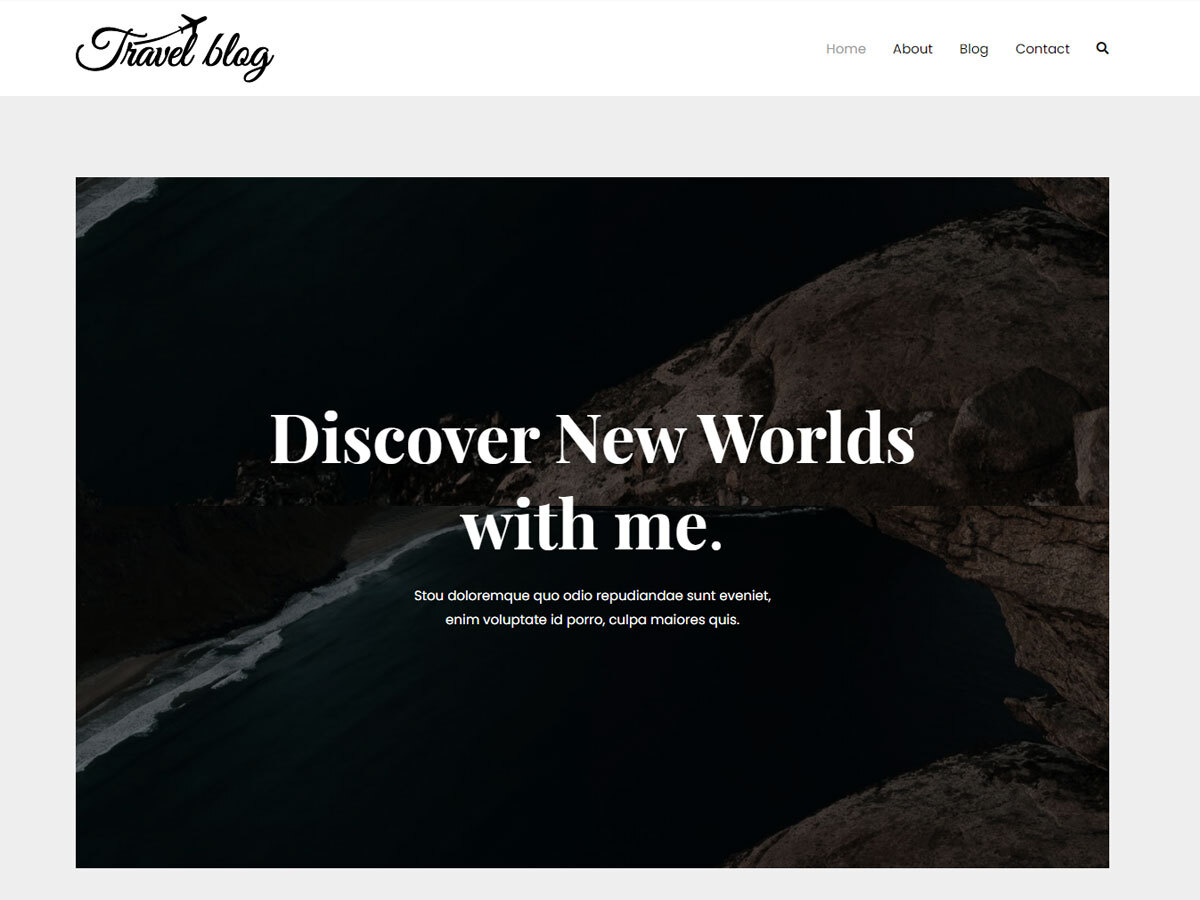 Travel blog
Home About Blog Contact
Discover New Worlds
with me.
Stou doloremque quo odio repudiandae sunt eveniet,
enim voluptate id porro, culpa maiores quis.